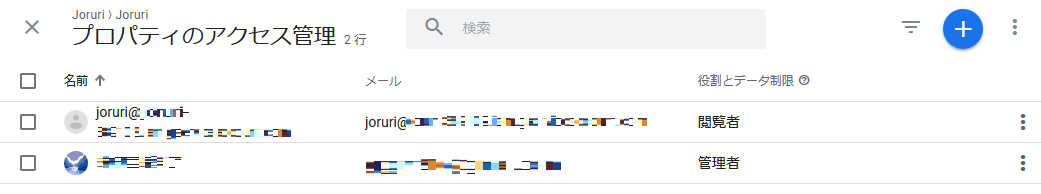 Joruri 〉 Joruri
プロパティのアクセス管理 2 行
検索
名前 ↑ メール 役割とデータ制限
joruri@
joruri@ 閲覧者
管理者